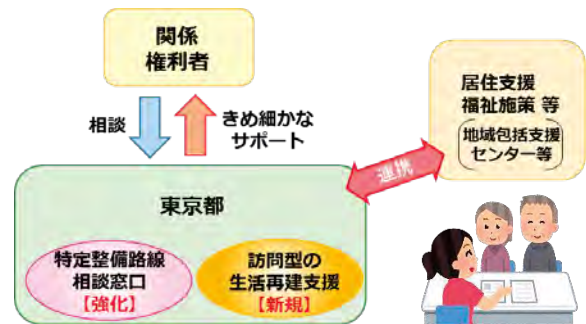 関係
権利者
相談
きめ細かな
サポート
居住支援
福祉施策 等
地域包括支援
センター等
連携
東京都
特定整備路線
相談窓口
【強化】
訪問型の
生活再建支援
【新規】